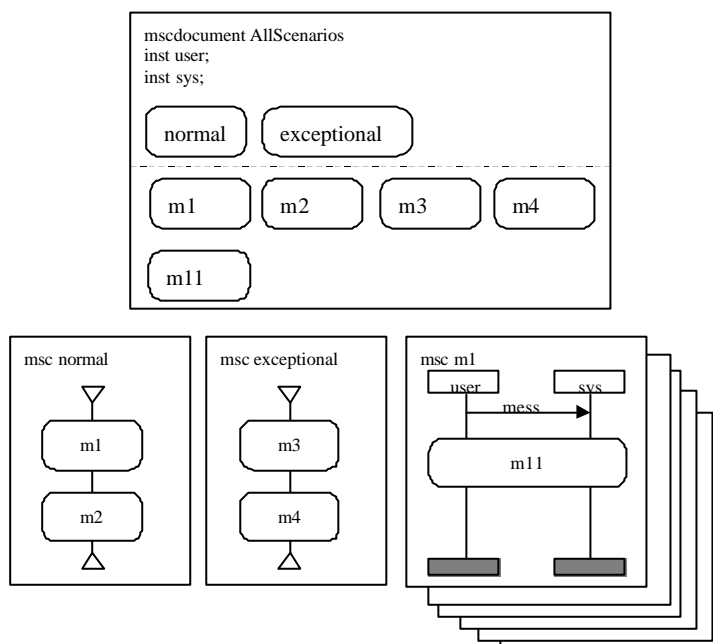 mscdocument AllScenarios
inst user;
inst sys;
normal exceptional
m1 m2 m3 m4
m11
msc normal
m1
m2
msc exceptional
m3
m4
msc m1
user sys
mess
m11